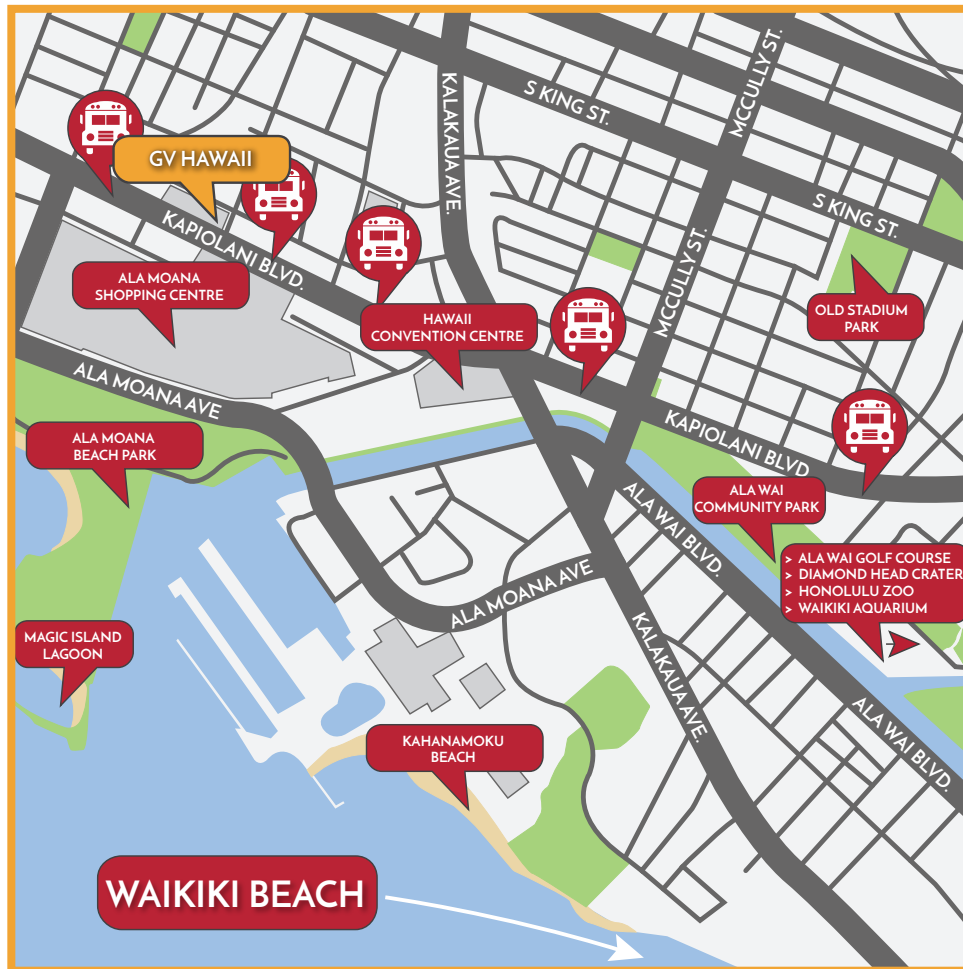 S KING ST.
MCCULLY ST.
KALAKAUA AVE.
GV HAWAII
S KING ST.
KAPIOLANI BLVD.
MCCULLY ST.
ALA MOANA
SHOPPING CENTRE
HAWAII
CONVENTION CENTRE
OLD STADIUM
PARK
ALA MOANA AVE
KAPIOLANI BLVD
ALA MOANA
BEACH PARK
ALA WAI
COMMUNITY PARK
ALA WAI BLVD.
> ALA WAI GOLF COURSE
> DIAMOND HEAD CRATER
> HONOLULU ZOO
> WAIKIKI AQUARIUM
ALA MOANA AVE
MAGIC ISLAND
LAGOON
KALAKAUA AVE.
KAHANAMOKU
BEACH
ALA WAI BLVD.
WAIKIKI BEACH